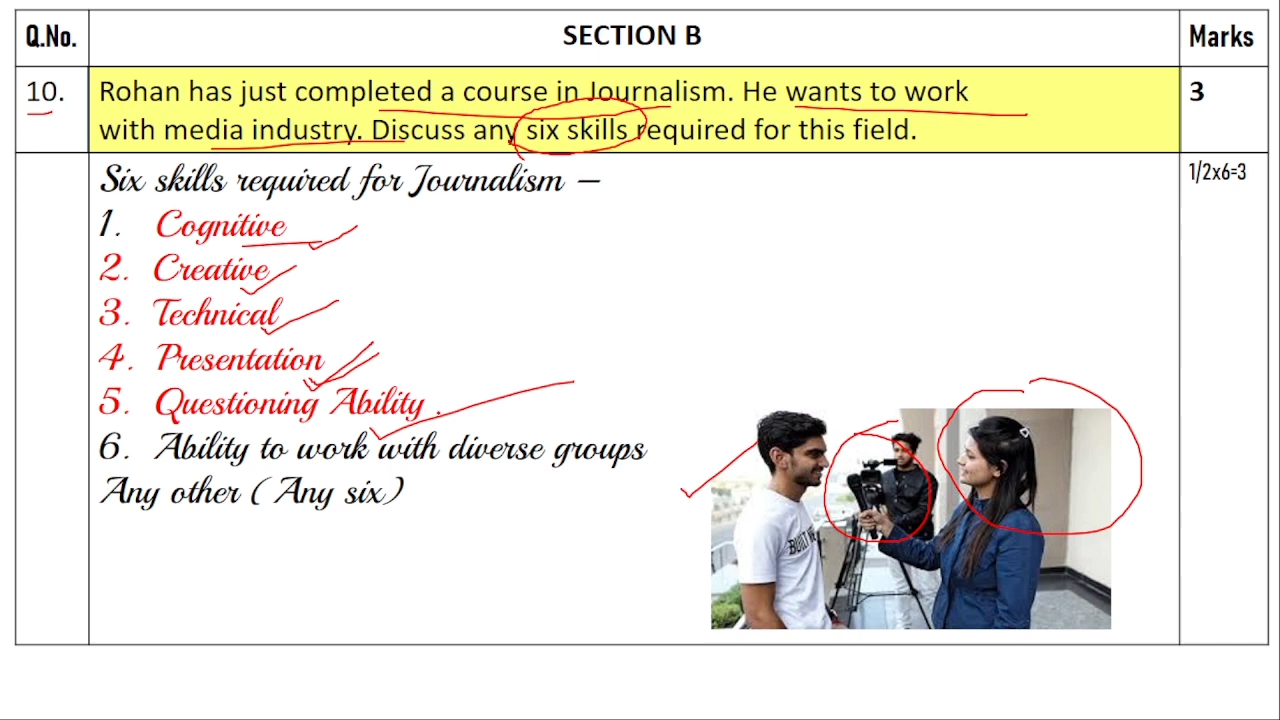 Q.No. SECTION B Marks
10. Rohan has just completed a course in Journalism. He wants to work 3
with media industry. Discuss any six skills required for this field.
Six skills required for Journalism – 1/2x6=3
1. Cognitive
2. Creative
3. Technical
4. Presentation
5. Questioning Ability .
6. Ability to work with diverse groups
Any other ( Any six)